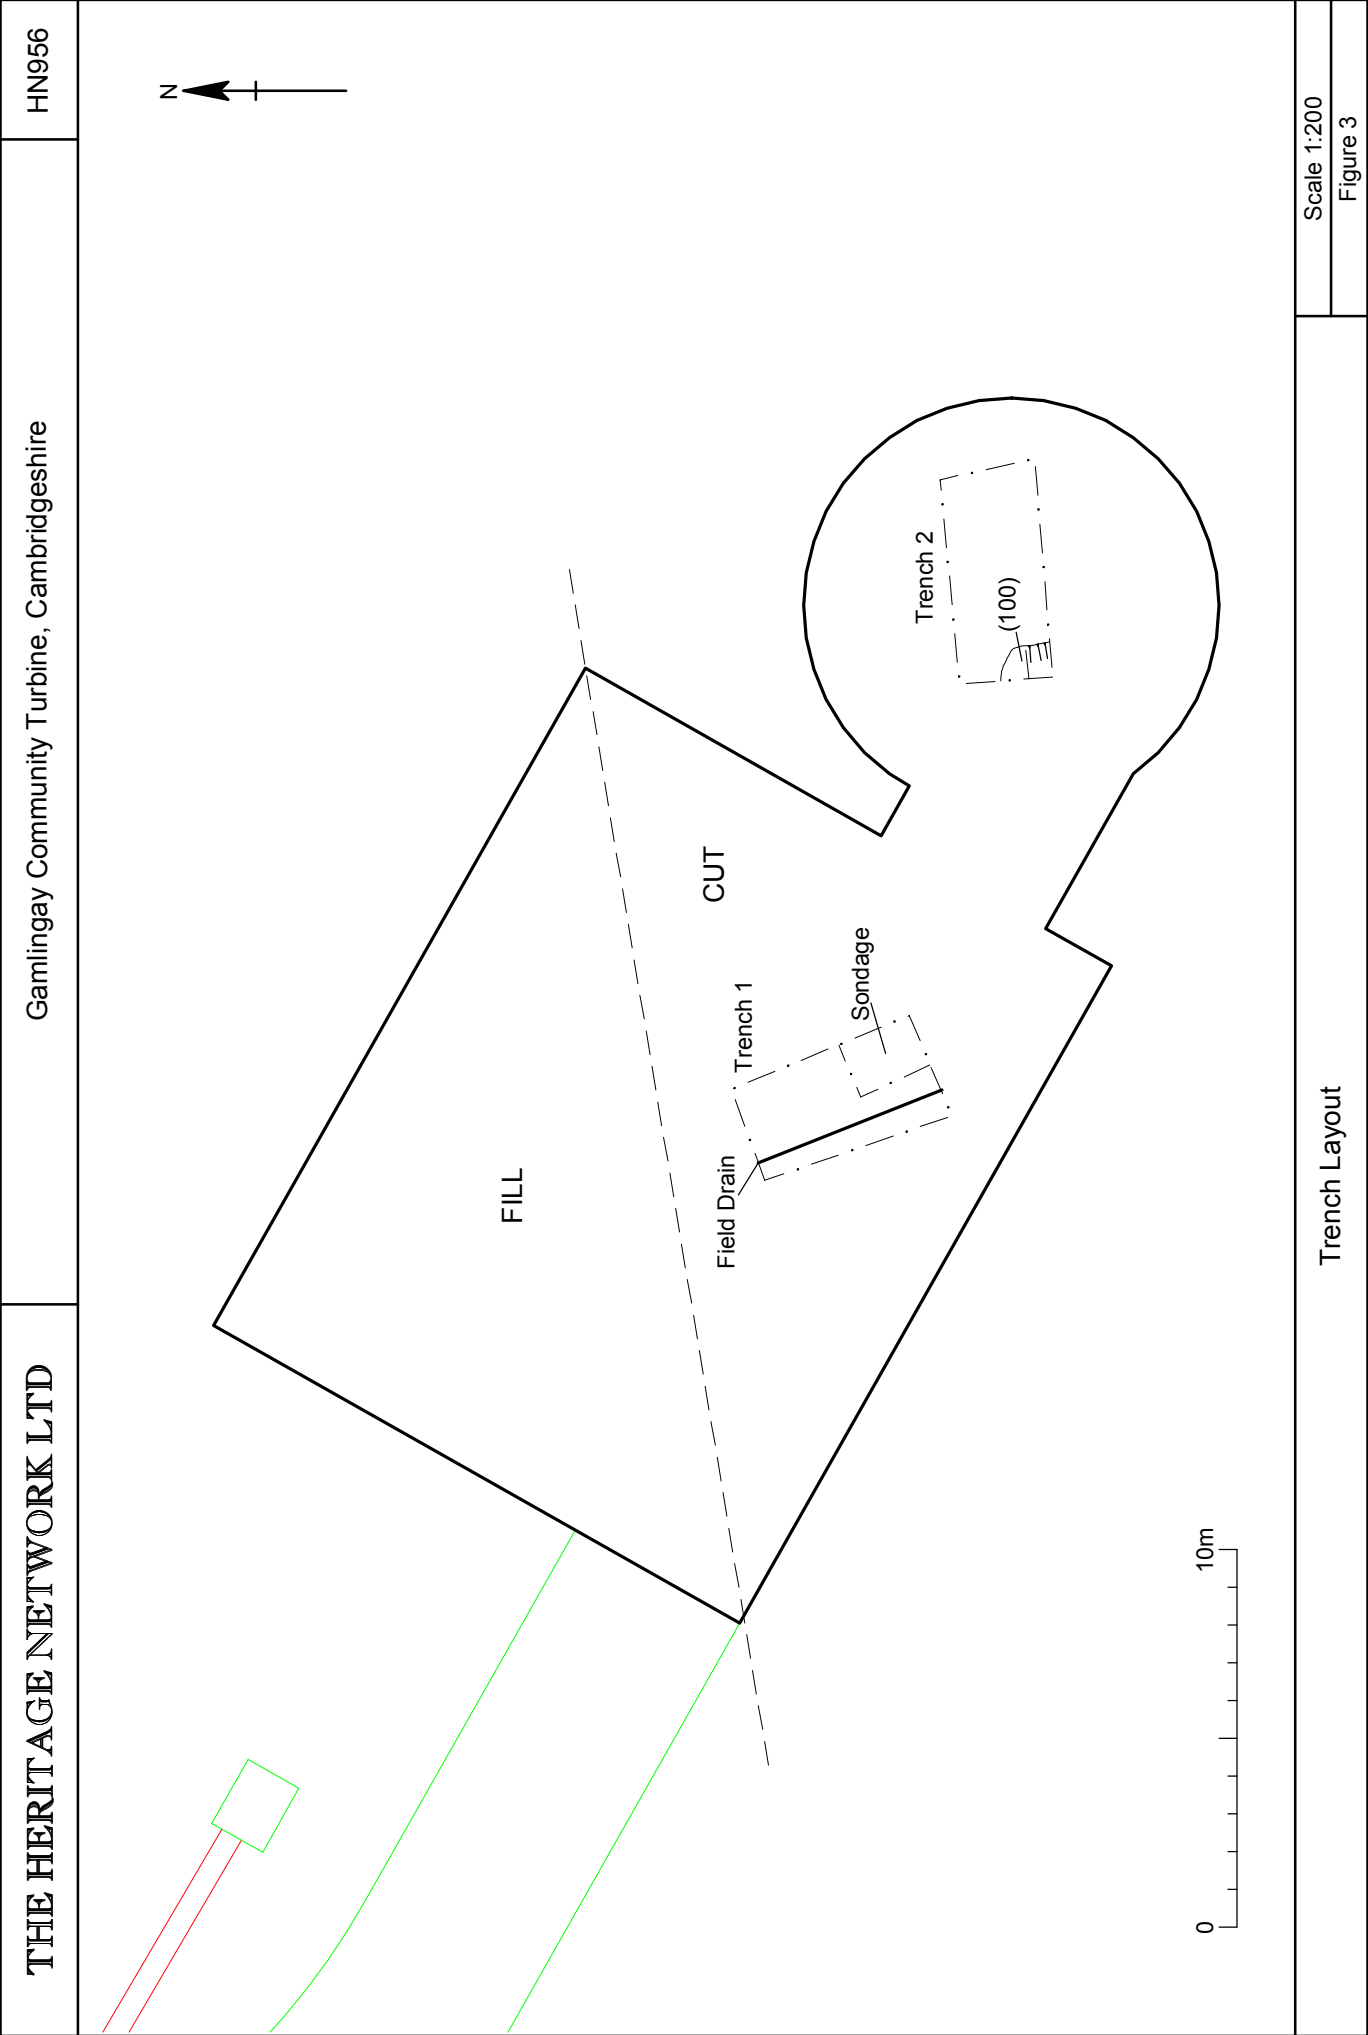 THE HERITAGE NETWORK LTD
Gamlingay Community Turbine, Cambridgeshire
HN956
N
FILL
CUT
Trench 1
Field Drain
Sondage
Trench 2
(100)
0
10m
Trench Layout
Scale 1:200
Figure 3